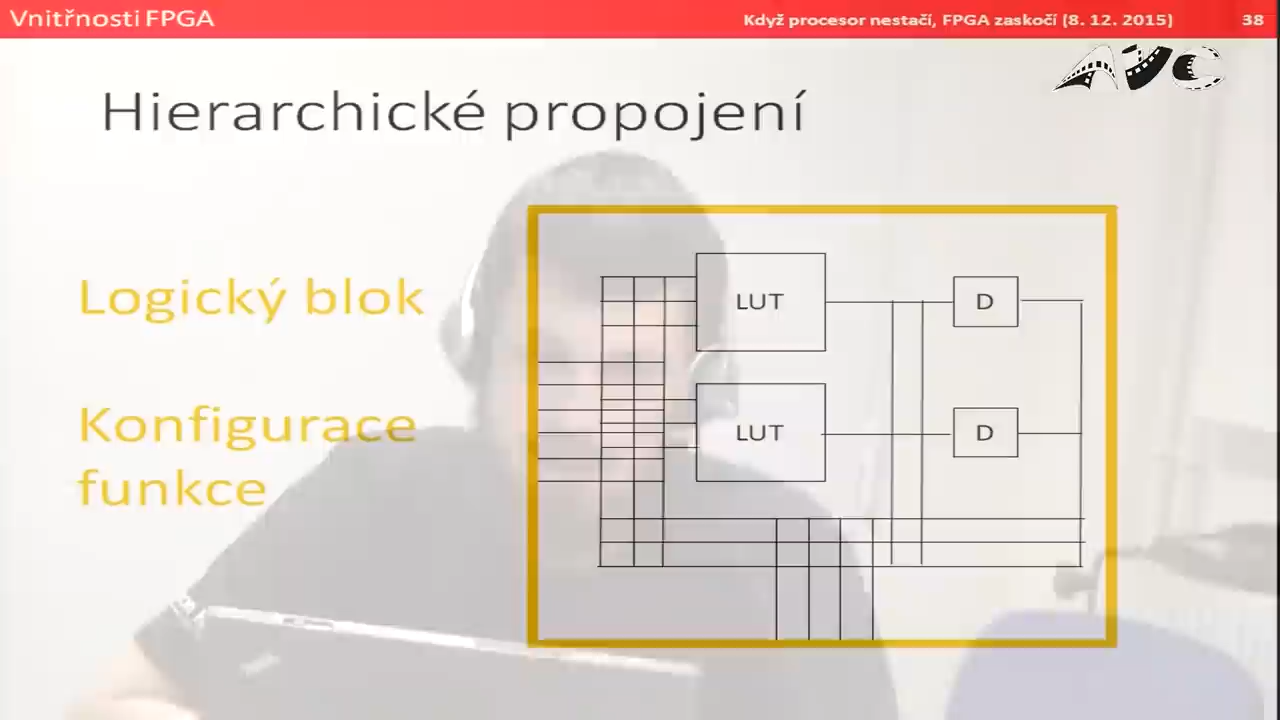 Vnitřnosti FPGA
Když procesor nestačí, FPGA zaskočí (8. 12. 2015)
38
AVC
Hierarchické propojení
Logický blok
Konfigurace
funkce
LUT
D
LUT
D